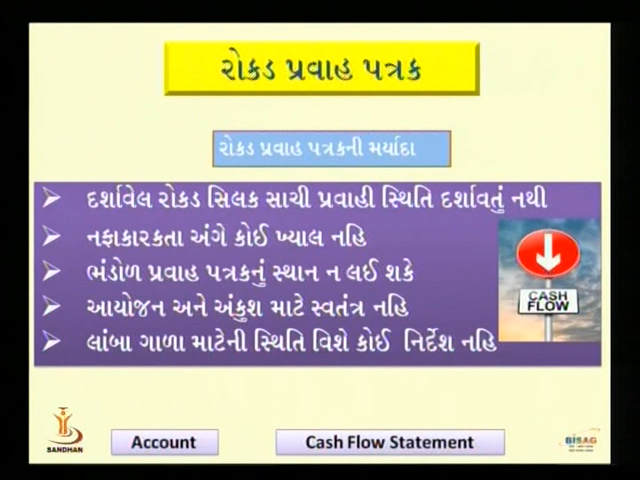 રોકડ પ્રવાહ પત્રક
રોકડ પ્રવાહ પત્રકની મર્યાદા
દર્શાવેલ રોકડ સિલક સાચી પ્રવાહી સ્થિતિ દર્શાવતું નથી
નફાકારકતા અંગે કોઈ ખ્યાલ નહિ
ભંડોળ પ્રવાહ પત્રકનું સ્થાન ન લઈ શકે
આયોજન અને અંકુશ માટે સ્વતંત્ર નહિ
લાંબા ગાળા માટેની સ્થિતિ વિશે કોઈ નિર્દેશ નહિ
CASH
FLOW
SANDHAN
Account
Cash Flow Statement
BISAG